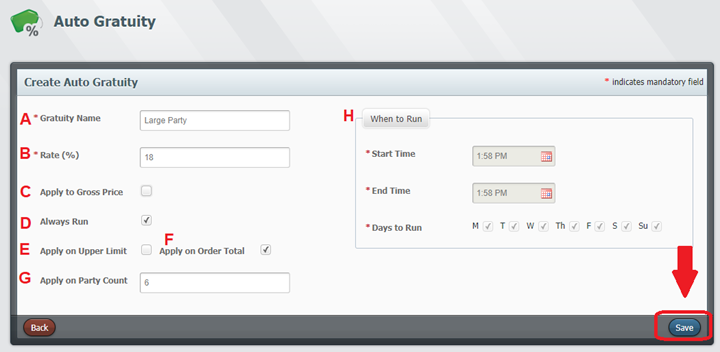 %
Auto Gratuity
Create Auto Gratuity
* indicates mandatory field
A * Gratuity Name Large Party
B * Rate (%) 18
C Apply to Gross Price
D Always Run
E Apply on Upper Limit F Apply on Order Total
G Apply on Party Count 6
H When to Run
* Start Time 1:58 PM
* End Time 1:58 PM
* Days to Run M T W Th F S Su
Back Save